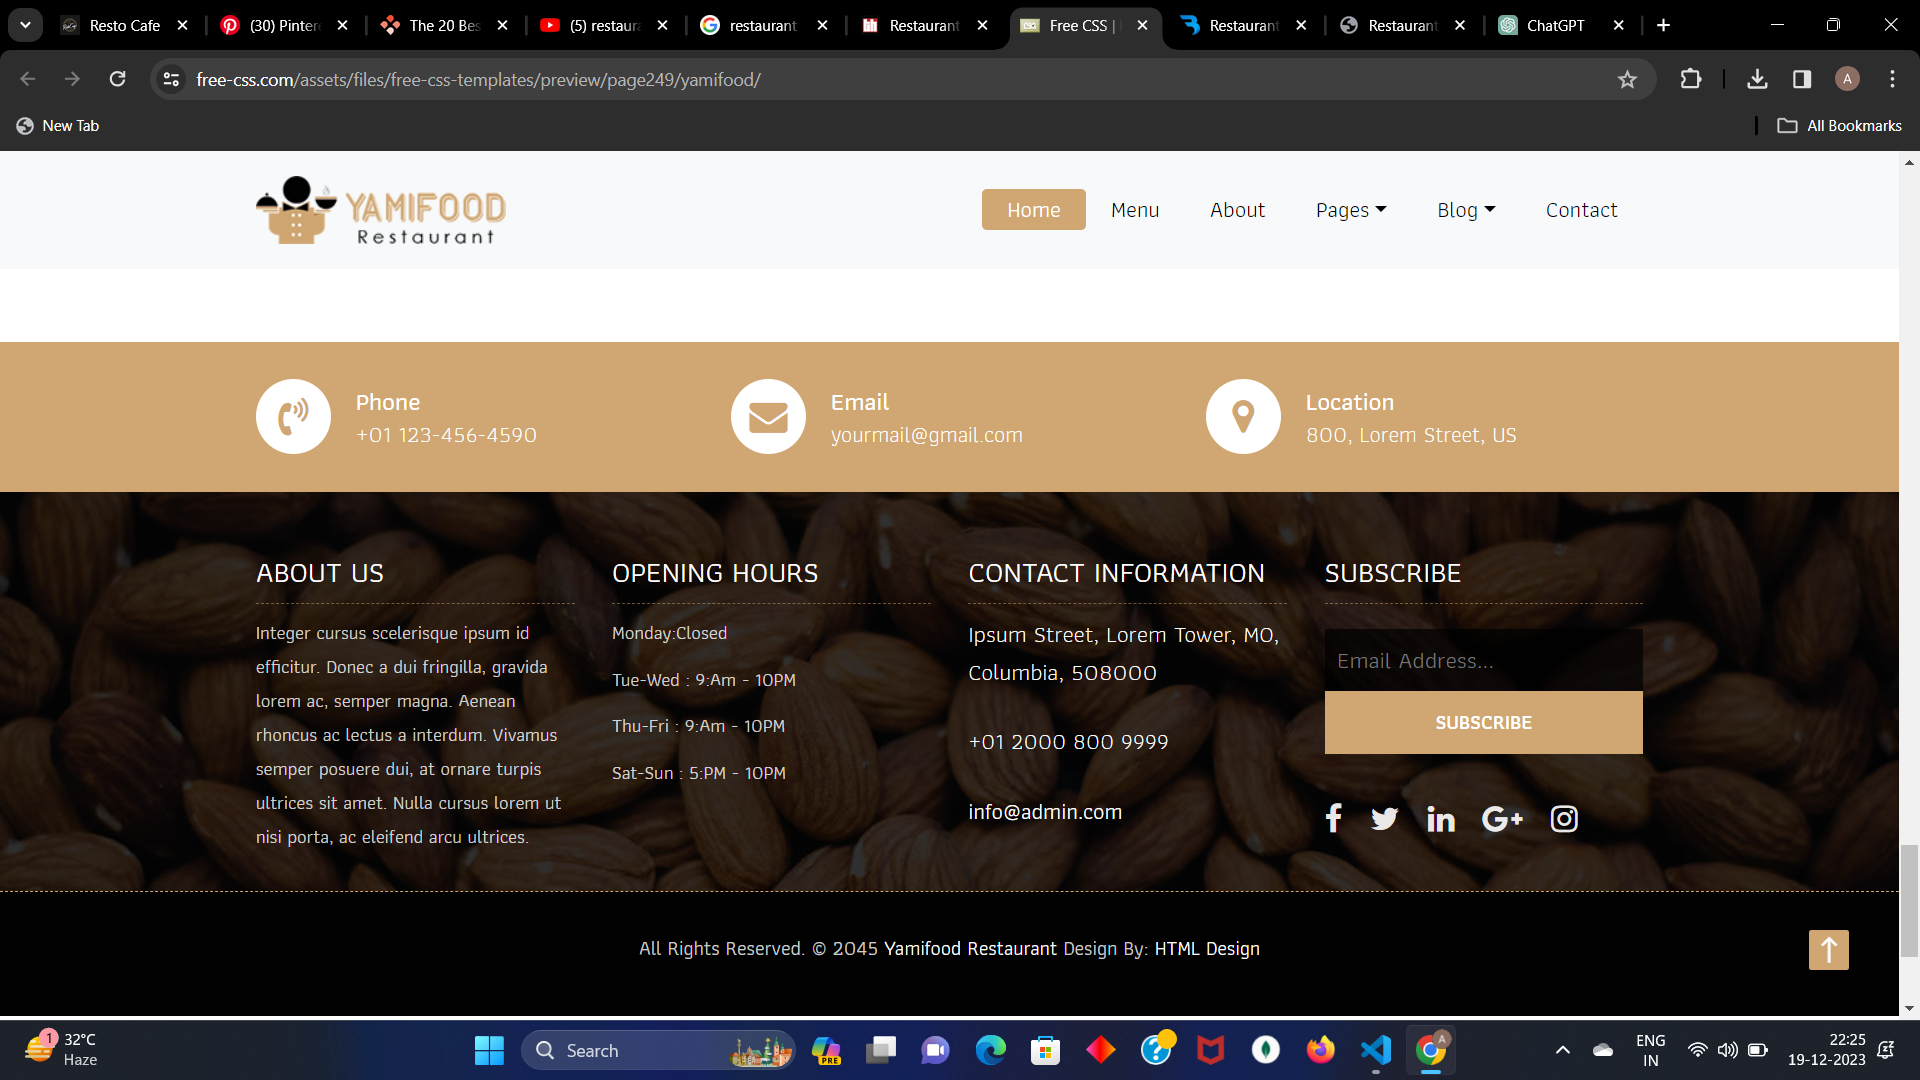 Resto Cafe
(30) Pinter
The 20 Bes
(5) restaura
restaurant
Restaurant
Free CSS |
Restaurant
Restaurant
ChatGPT
free-css.com/assets/files/free-css-templates/preview/page249/yamifood/
A
New Tab
All Bookmarks
YAMIFOOD
Restaurant
Home
Menu
About
Pages
Blog
Contact
Phone
+01 123-456-4590
Email
yourmail@gmail.com
Location
800, Lorem Street, US
ABOUT US
Integer cursus scelerisque ipsum id
efficitur. Donec a dui fringilla, gravida
lorem ac, semper magna. Aenean
rhoncus ac lectus a interdum. Vivamus
semper posuere dui, at ornare turpis
ultrices sit amet. Nulla cursus lorem ut
nisi porta, ac eleifend arcu ultrices.
OPENING HOURS
Monday:Closed
Tue-Wed : 9:Am - 10PM
Thu-Fri : 9:Am - 10PM
Sat-Sun : 5:PM - 10PM
CONTACT INFORMATION
Ipsum Street, Lorem Tower, MO,
Columbia, 508000
+01 2000 800 9999
info@admin.com
SUBSCRIBE
Email Address...
SUBSCRIBE
All Rights Reserved. © 2045 Yamifood Restaurant Design By: HTML Design
1
32°C
Haze
Search
PRE
A
ENG
IN
22:25
19-12-2023